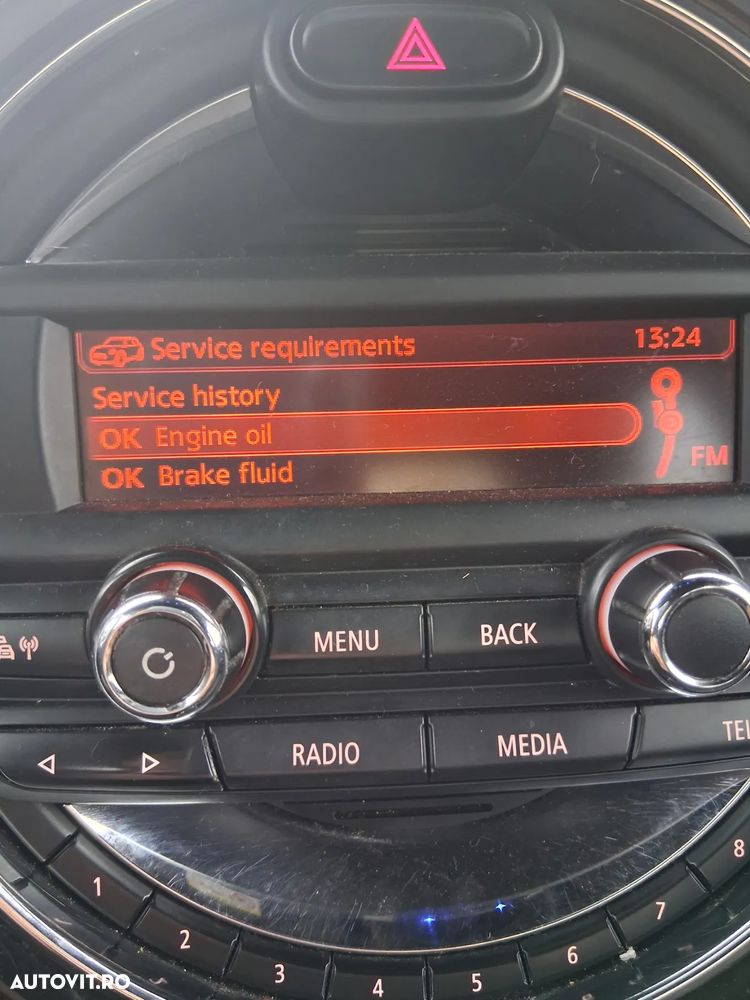 Service requirements 13:24
Service history
OK Engine oil
OK Brake fluid
FM
MENU BACK
RADIO MEDIA TEL
1 2 3 4 5 6 7 8
AUTOVIT.RO